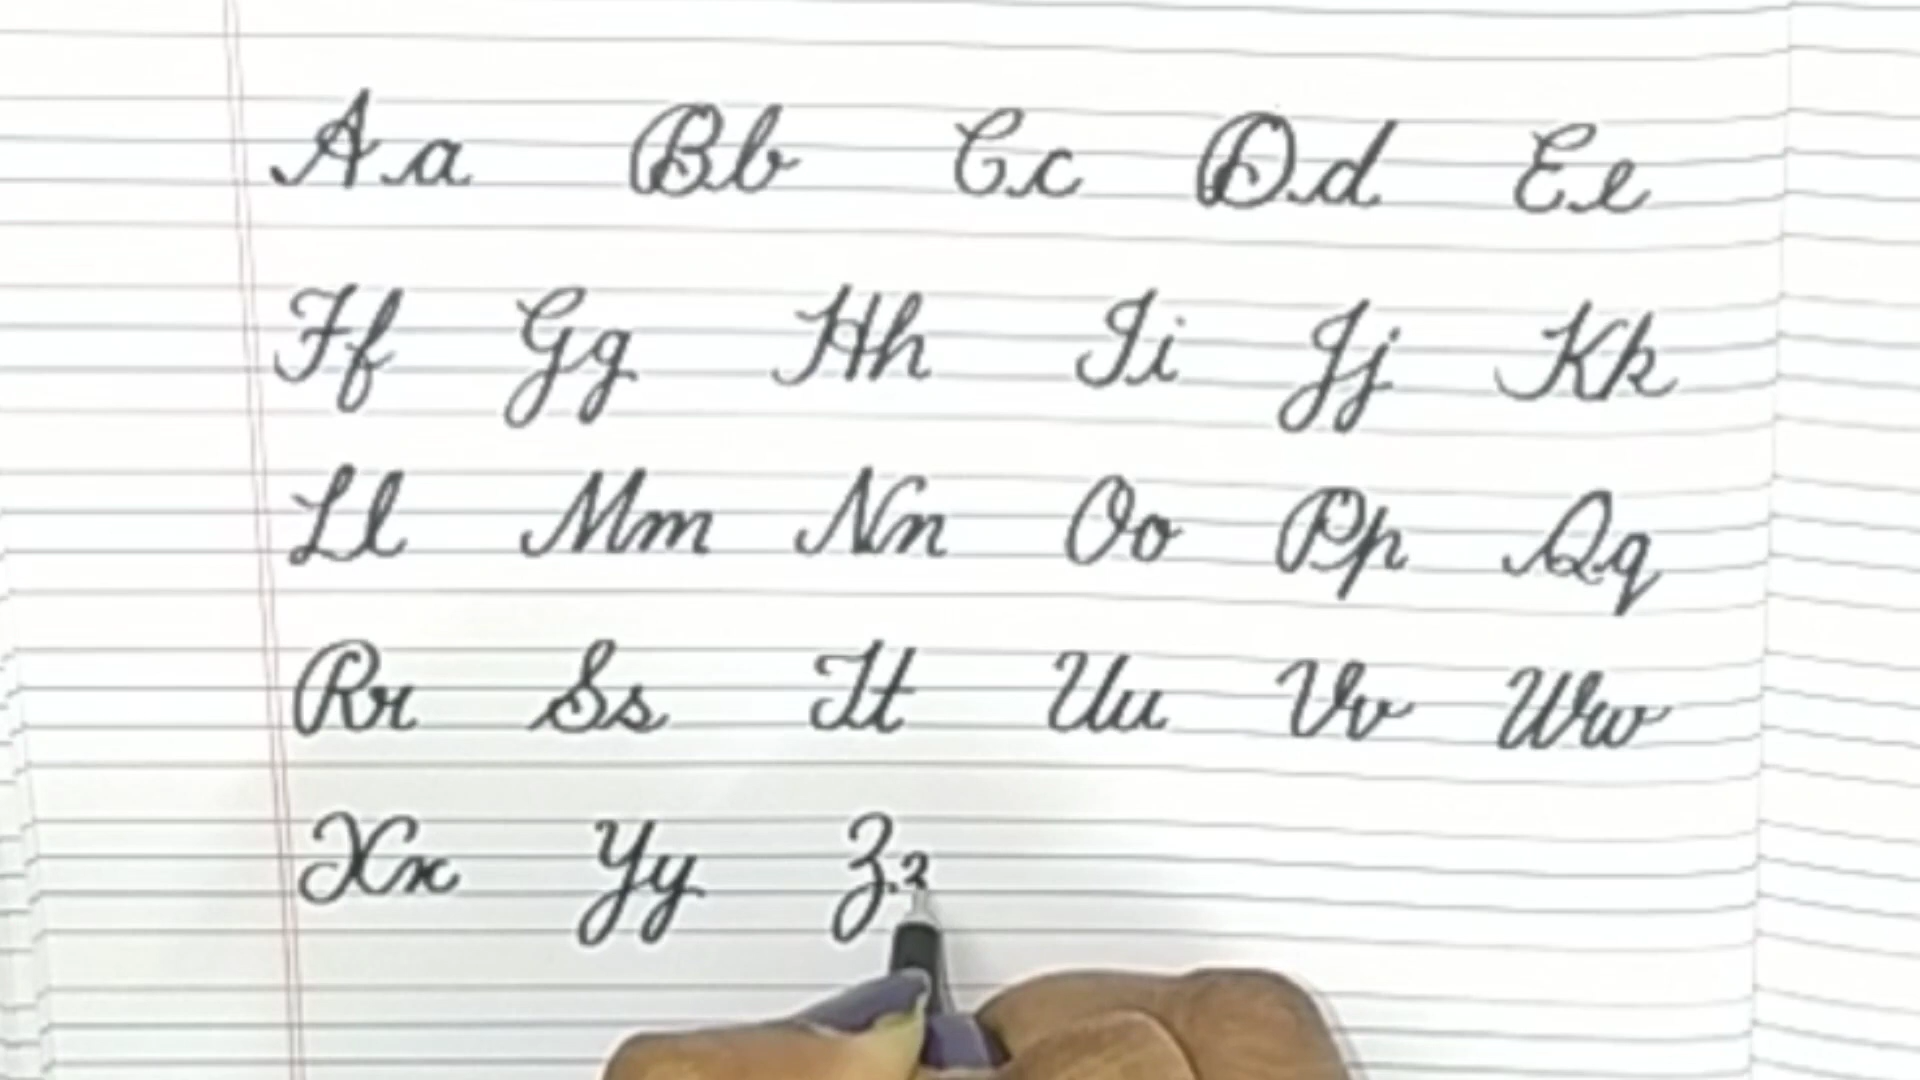 Aa Bb Cc Dd Ee
Ff Gg Hh Ii Jj Kk
Ll Mm Nn Oo Pp Qq
Rr Ss Tt Uu Vv Ww
Xx Yy Zz